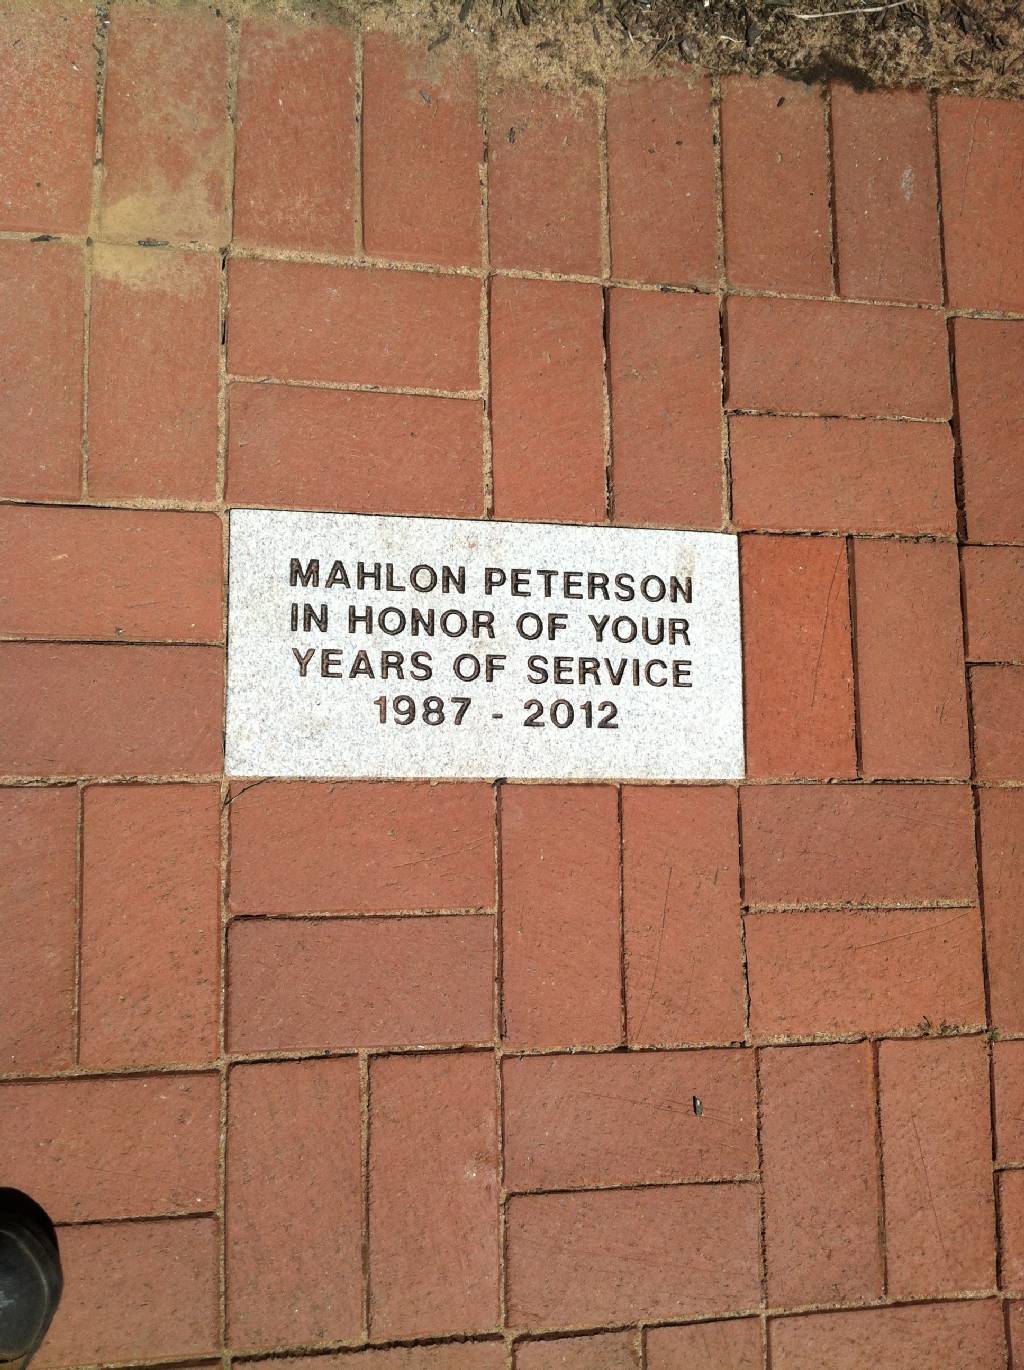 MAHLON PETERSON
IN HONOR OF YOUR
YEARS OF SERVICE
1987 - 2012